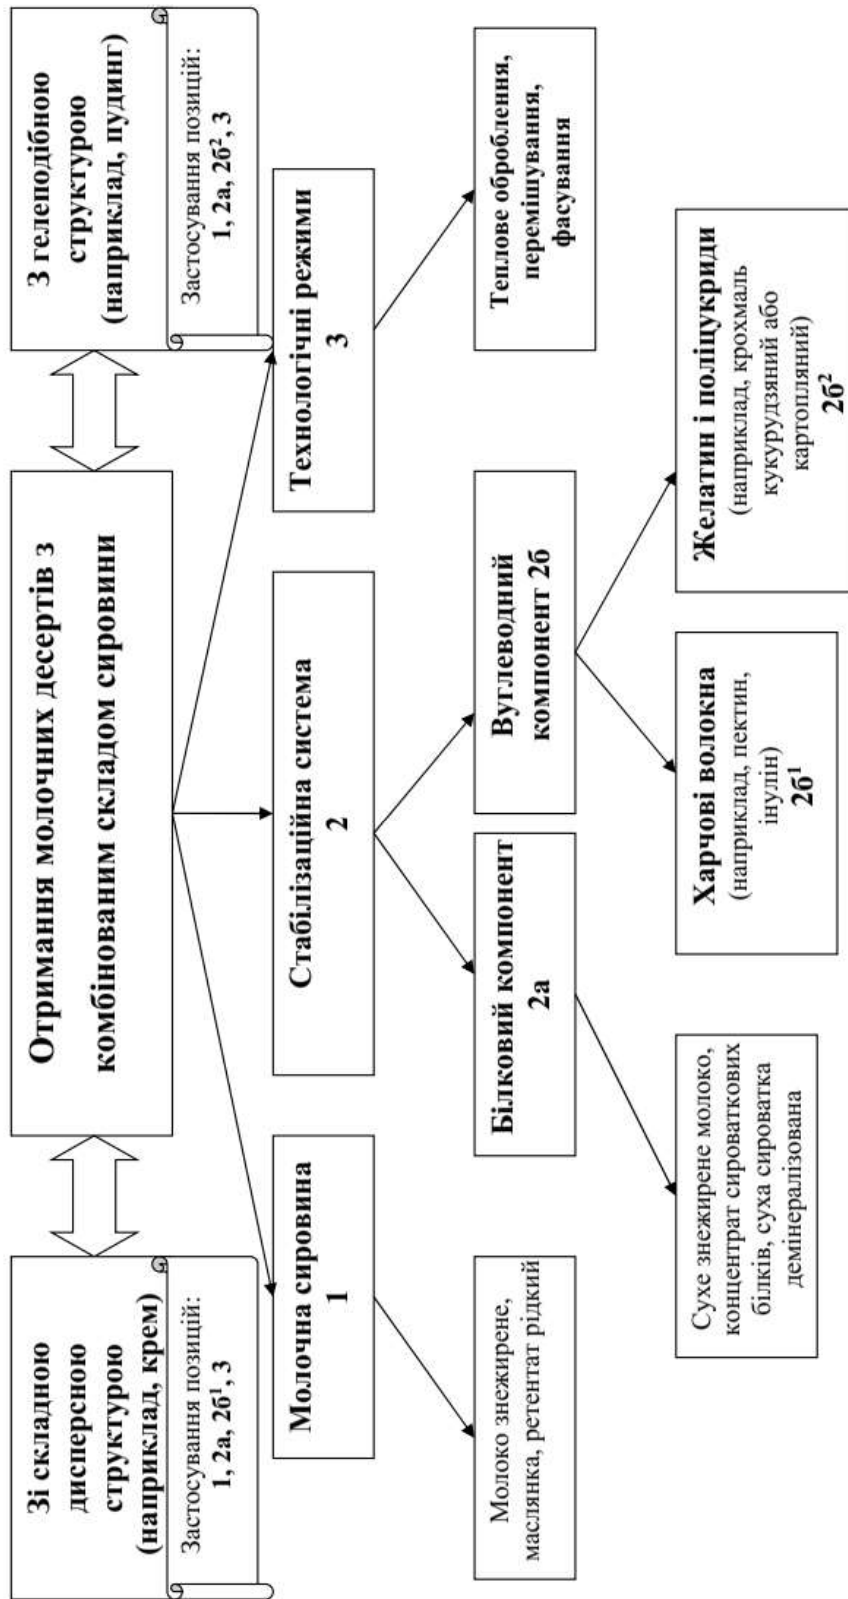 Зі складною
дисперсною
структурою
(наприклад, крем)
Застосування позицій:
1, 2а, 2б¹, 3
Отримання молочних десертів з
комбінованим складом сировини
З гелеподібною
структурою
(наприклад, пудинг)
Застосування позицій:
1, 2а, 2б², 3
Молочна сировина
1
Стабілізаційна система
2
Технологічні режими
3
Молоко знежирене,
маслянка, ретентат рідкий
Білковий компонент
2а
Вуглеводний
компонент 2б
Теплове оброблення,
перемішування,
фасування
Сухе знежирене молоко,
концентрат сироваткових
білків, суха сироватка
демінералізована
Харчові волокна
(наприклад, пектин,
інулін)
2б¹
Желатин і поліцукриди
(наприклад, крохмаль
кукурудзяний або
картопляний)
2б²